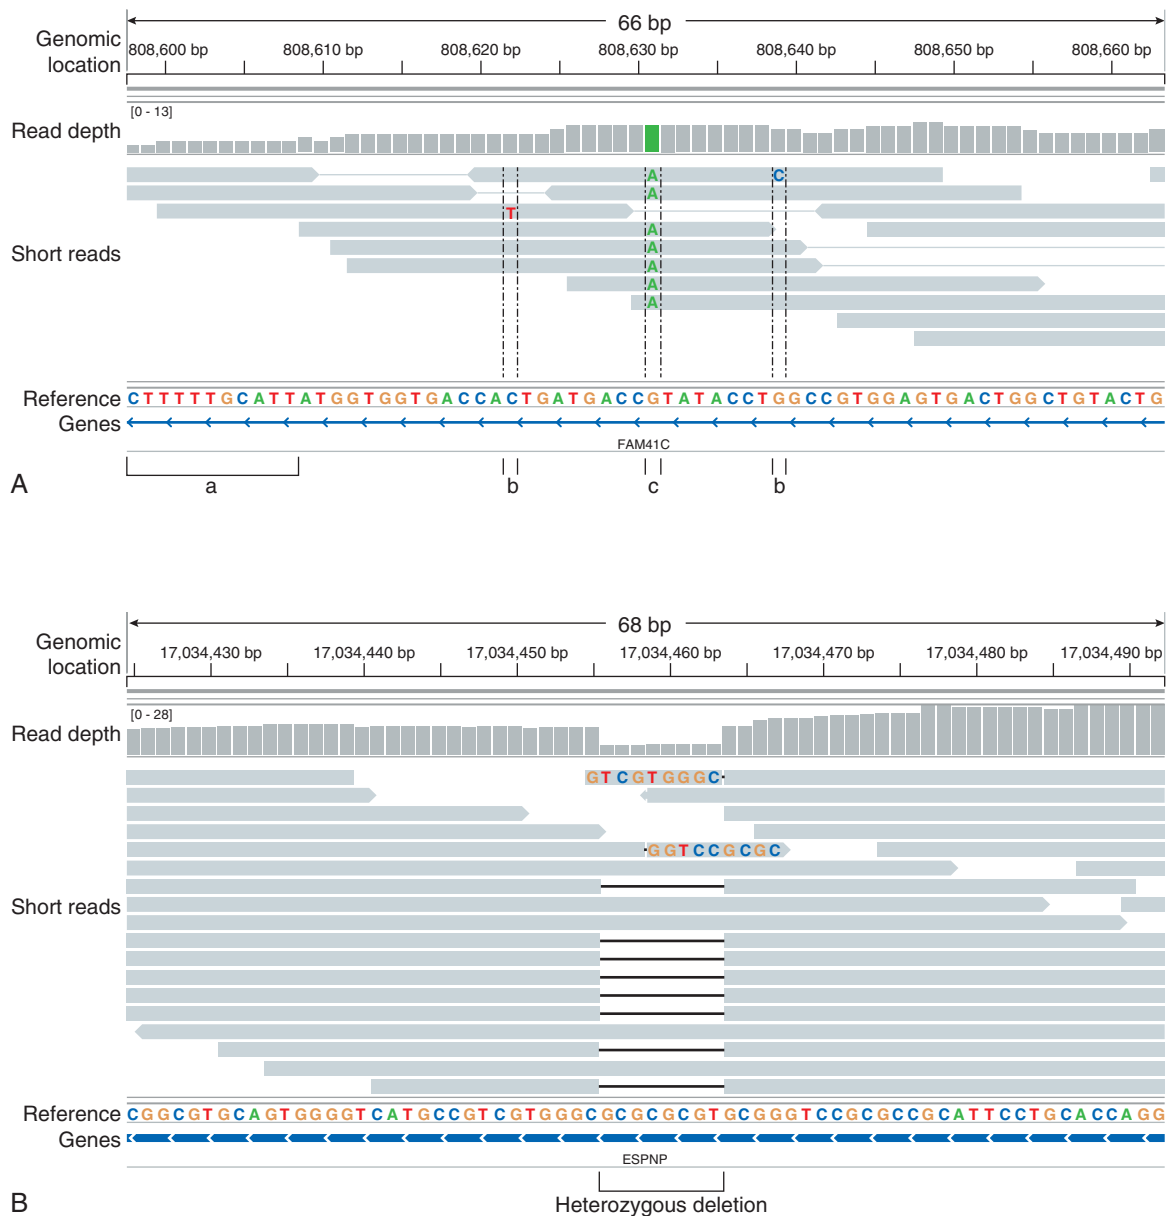 66 bp
Genomic location
808,600 bp 808,610 bp 808,620 bp 808,630 bp 808,640 bp 808,650 bp 808,660 bp
[0 - 13]
Read depth
A C
A
T
A
Short reads
A
A
A
A
Reference CTTTTTGCATTATGGTGGTGACCACTGATGACCGTATACCTGGCCGTGGAGTGACTGGCTGTACTG
Genes
FAM41C
A a b c b
68 bp
Genomic location
17,034,430 bp 17,034,440 bp 17,034,450 bp 17,034,460 bp 17,034,470 bp 17,034,480 bp 17,034,490 bp
[0 - 28]
Read depth
GTCGTGGGC
GGTCCGCGC
Short reads
Reference CGGCGTGCAGTGGGGTCATGCCGTCGTGGGCGCGCGCGTGCGGGTCCGCGCCGCATTCCTGCACCAGG
Genes
ESPNP
B Heterozygous deletion